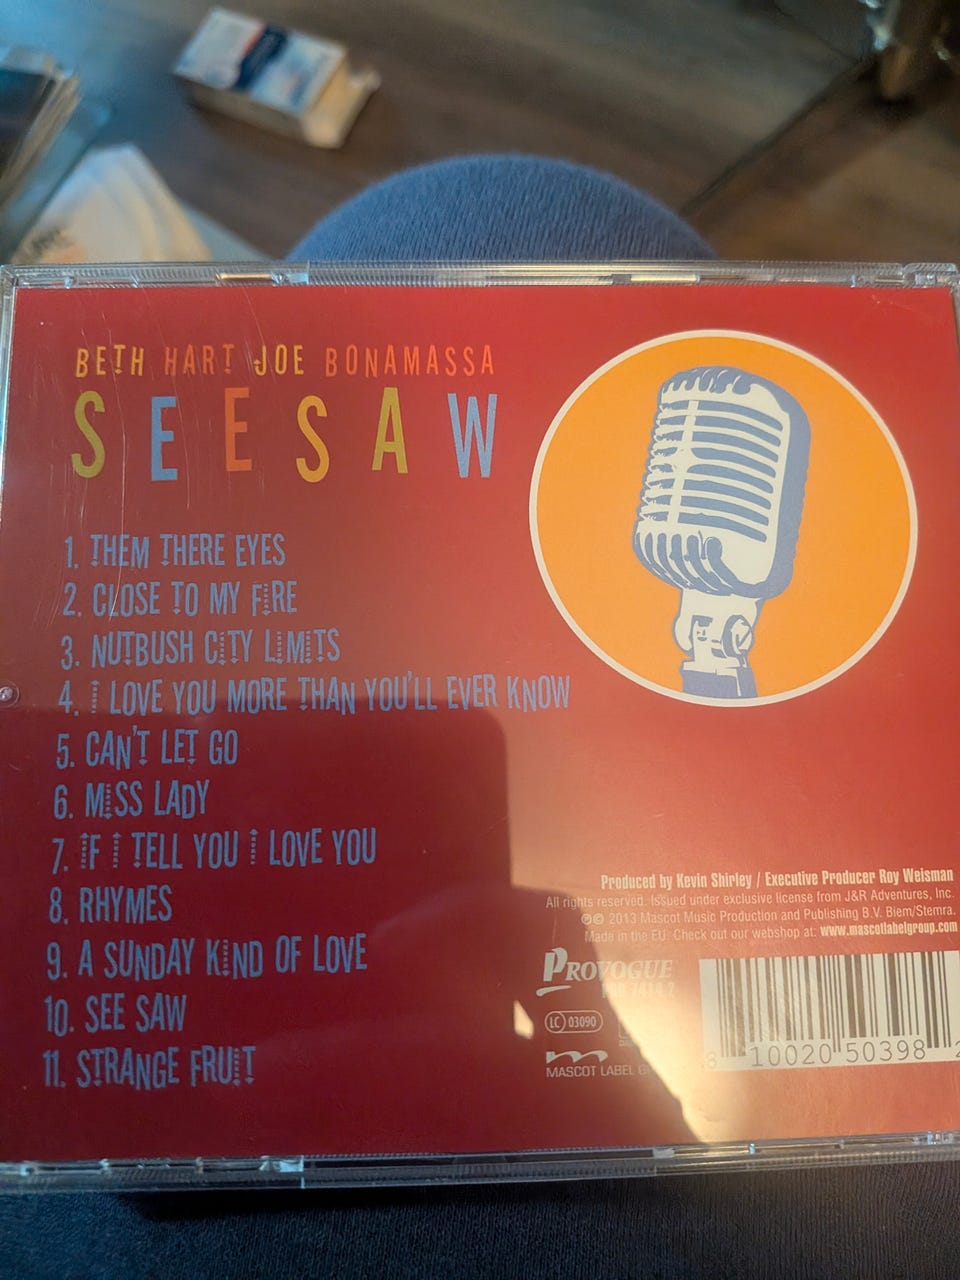 BETH HART JOE BONAMASSA
SEESAW
1. THEM THERE EYES
2. CLOSE TO MY FIRE
3. NUTBUSH CITY LIMITS
4. I LOVE YOU MORE THAN YOU'LL EVER KNOW
5. CAN'T LET GO
6. MISS LADY
7. IF I TELL YOU I LOVE YOU
8. RHYMES
9. A SUNDAY KIND OF LOVE
10. SEE SAW
11. STRANGE FRUIT
Produced by Kevin Shirley / Executive Producer Roy Weisman
All rights reserved. Issued under exclusive license from J&R Adventures, Inc.
℗© 2013 Mascot Music Production and Publishing B.V. Biem/Stemra.
Made in the EU. Check out our webshop at: www.mascotlabelgroup.com
PROVOGUE
LC 03090
MASCOT LABEL G
8 10020 50398 2